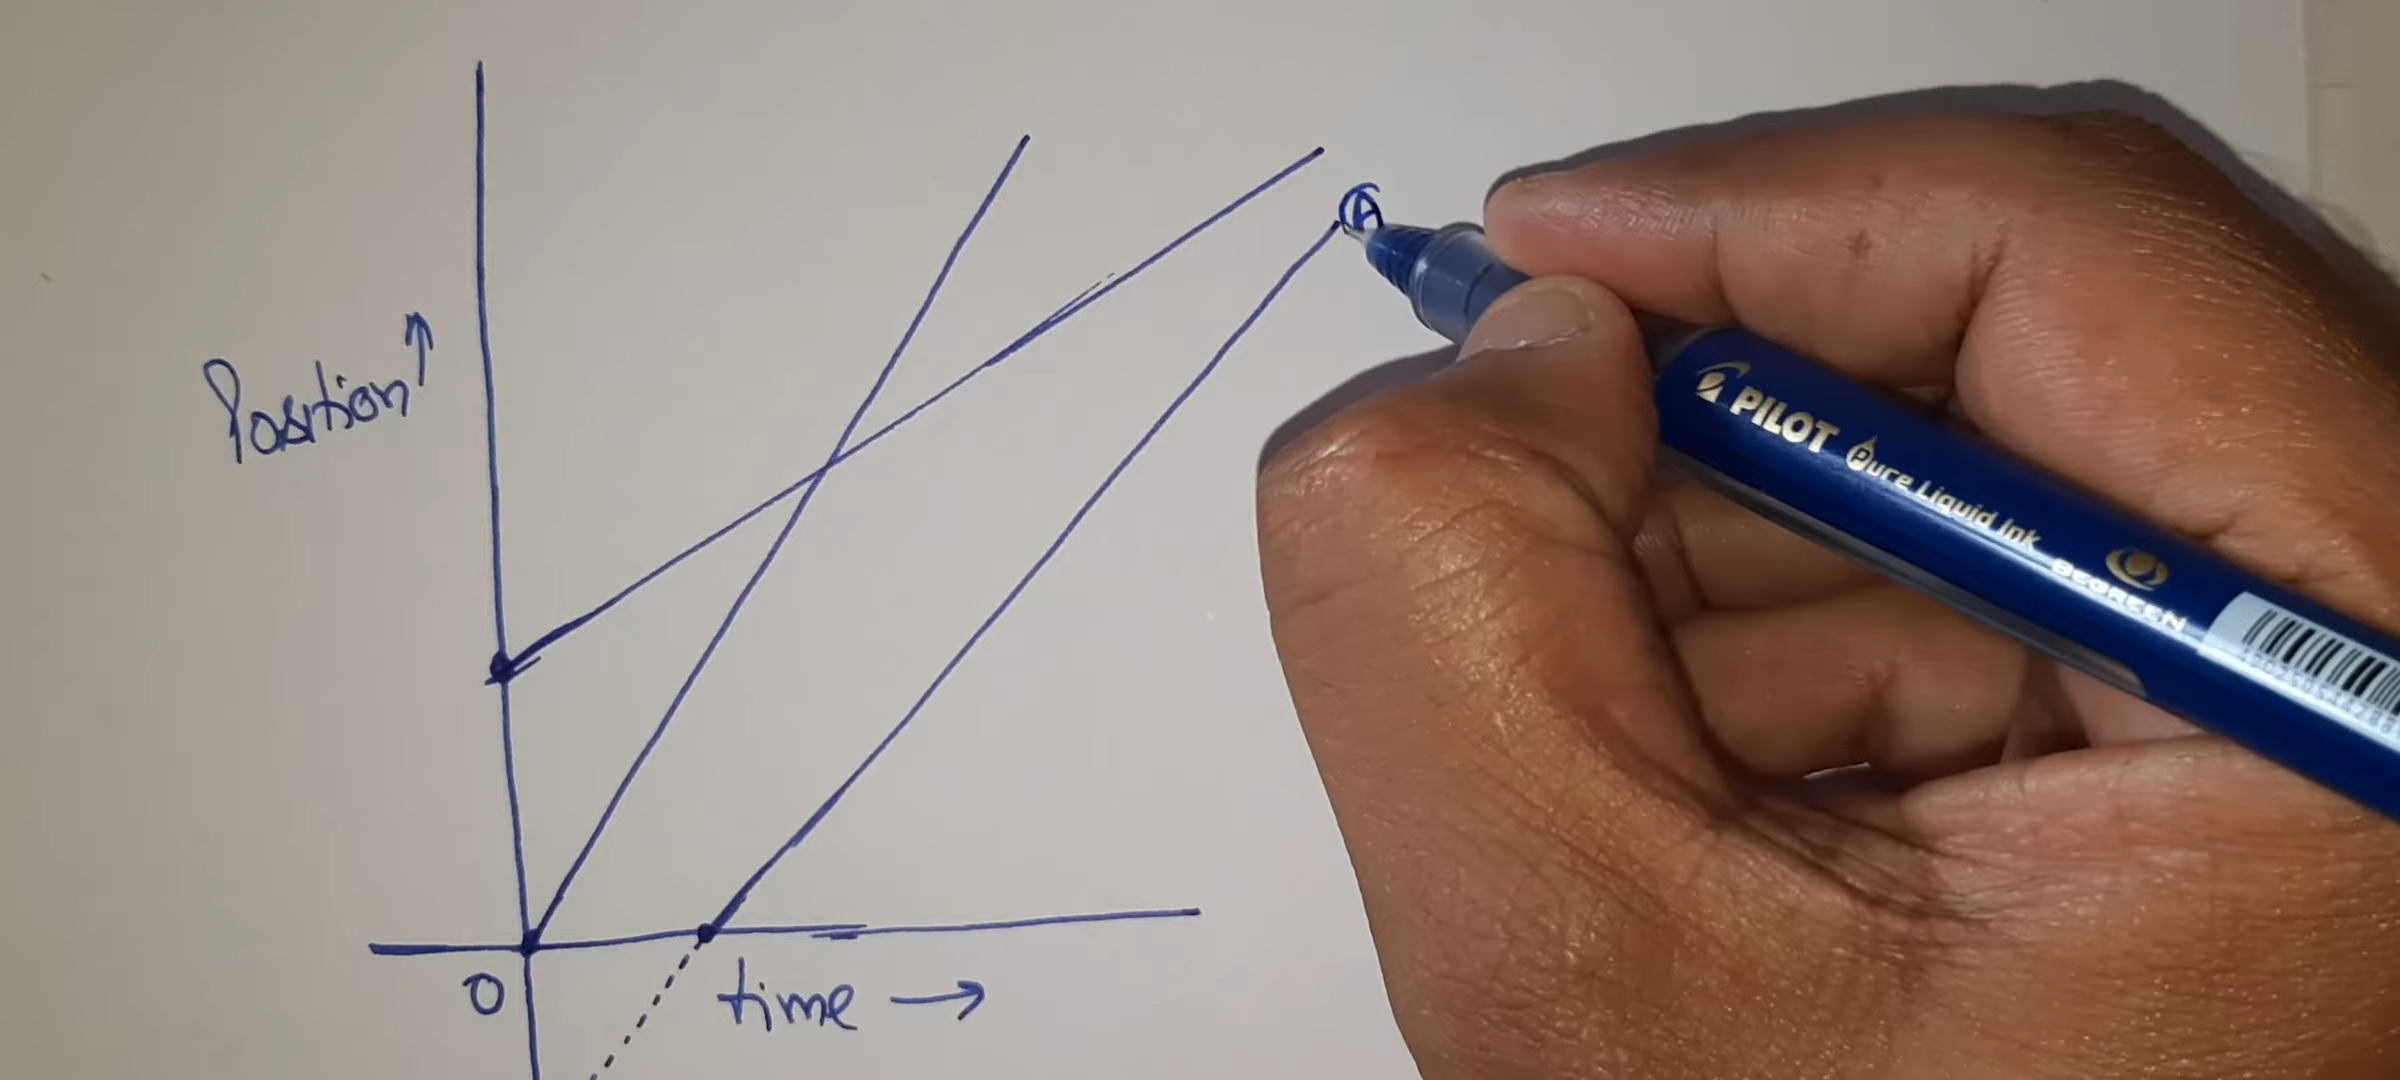 Position ↑
A
PILOT Pure Liquid Ink
BEGREEN
0
time →